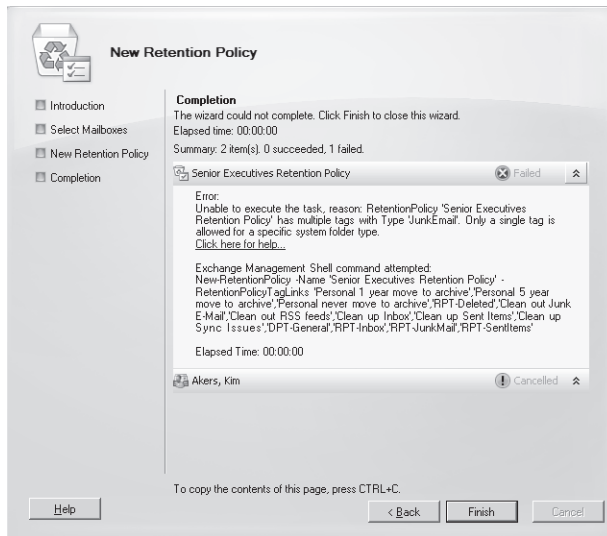 New Retention Policy
Introduction
Select Mailboxes
New Retention Policy
Completion
Completion
The wizard could not complete. Click Finish to close this wizard.
Elapsed time: 00:00:00
Summary: 2 item(s). 0 succeeded, 1 failed.
Senior Executives Retention Policy
Failed
Error:
Unable to execute the task, reason: RetentionPolicy 'Senior Executives
Retention Policy' has multiple tags with Type 'JunkEmail'. Only a single tag is
allowed for a specific system folder type.
Click here for help...
Exchange Management Shell command attempted:
New-RetentionPolicy -Name 'Senior Executives Retention Policy' -
RetentionPolicyTagLinks 'Personal 1 year move to archive','Personal 5 year
move to archive','Personal never move to archive','RPT-Deleted','Clean out Junk
E-Mail','Clean out RSS feeds','Clean up Inbox','Clean up Sent Items','Clean up
Sync Issues','DPT-General','RPT-Inbox','RPT-JunkMail','RPT-SentItems'
Elapsed Time: 00:00:00
Akers, Kim
Cancelled
To copy the contents of this page, press CTRL+C.
Help
< Back
Finish
Cancel